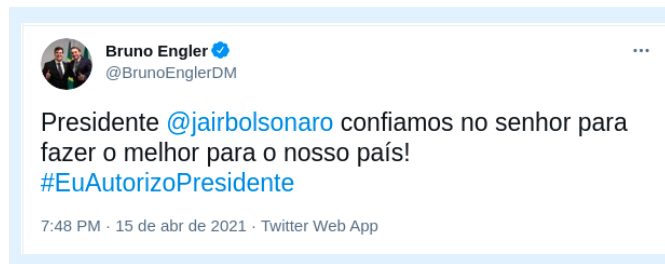 Bruno Engler
@BrunoEnglerDM
Presidente @jairbolsonaro confiamos no senhor para
fazer o melhor para o nosso país!
#EuAutorizoPresidente
7:48 PM · 15 de abr de 2021 · Twitter Web App